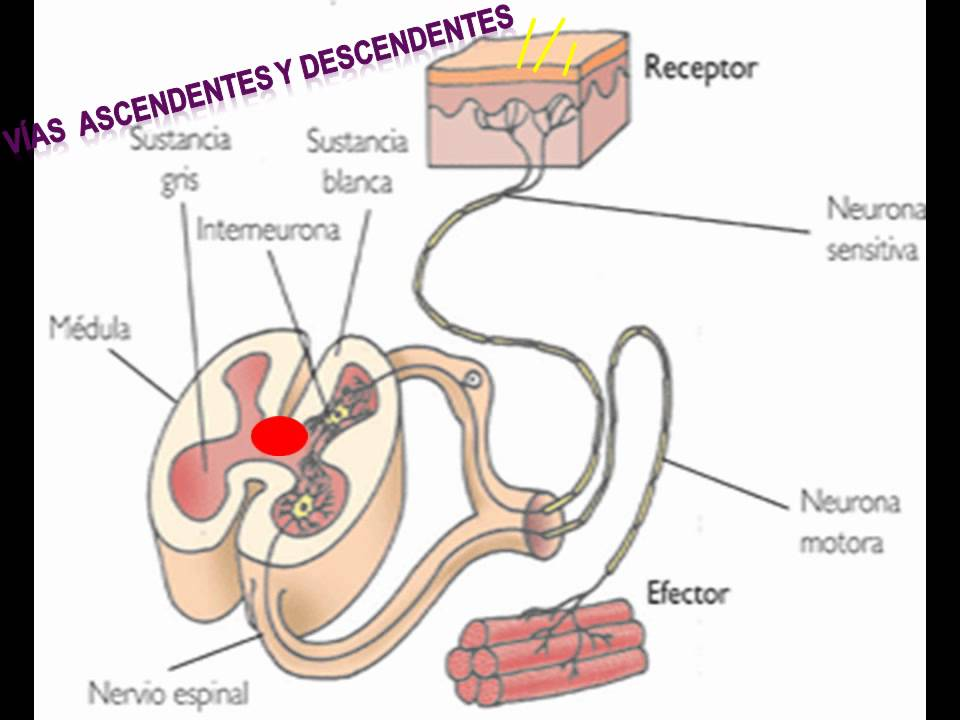 VÍAS ASCENDENTES Y DESCENDENTES
Receptor
Sustancia
gris
Sustancia
blanca
Interneurona
Neurona
sensitiva
Médula
Neurona
motora
Efector
Nervio espinal